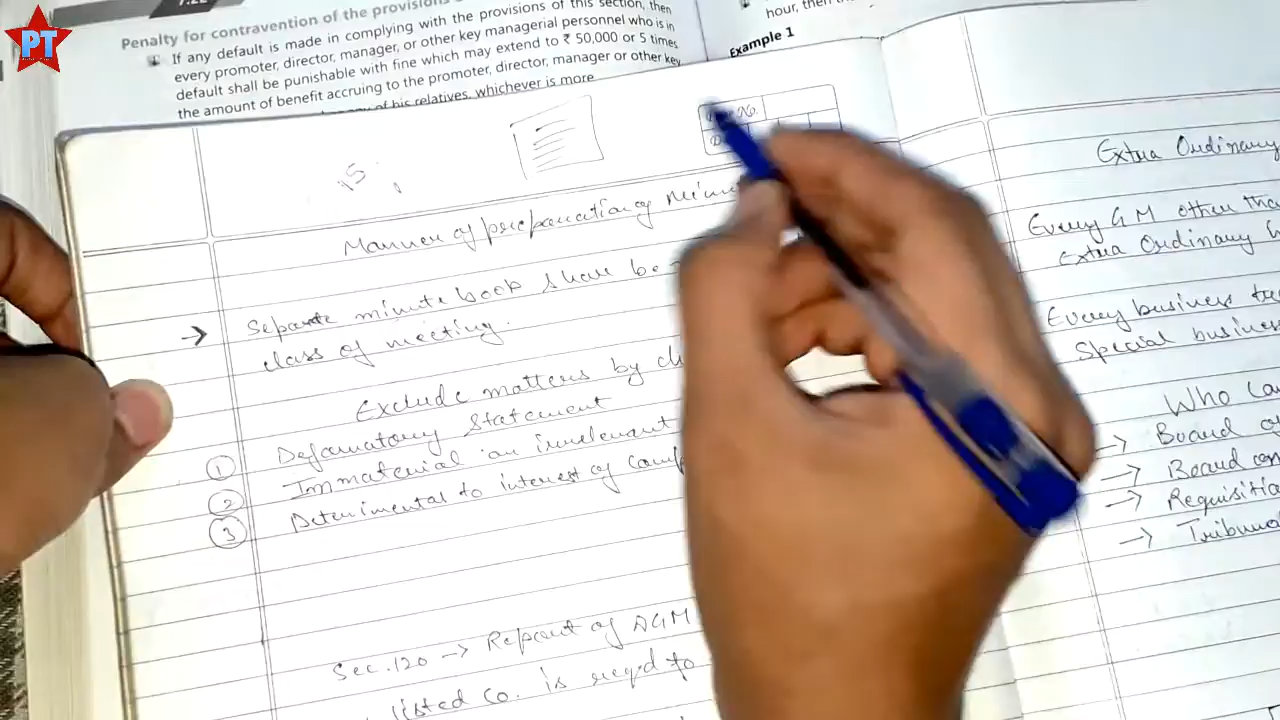 PT
Penalty for contravention of the provisions
If any default is made in complying with the provisions of this section, then
every promoter, director, manager, or other key managerial personnel who is in
default shall be punishable with fine which may extend to ₹ 50,000 or 5 times
the amount of benefit accruing to the promoter, director, manager or other key
of his relatives, whichever is more
hour, then
Example 1
No.
Manner of preparation of
Separate minute book shall be
class of meeting.
Exclude matters by
① Defamatory Statement
② Immaterial or irrelevant
③ Deterimental to interest of
Sec. 120 → Report of AGM
listed Co. is reqd to
Extra Ordinary
Every GM other than
Extra Ordinary
Every business
Special business
Who
→ Board
→ Board
→ Requisition
→ Tribunal